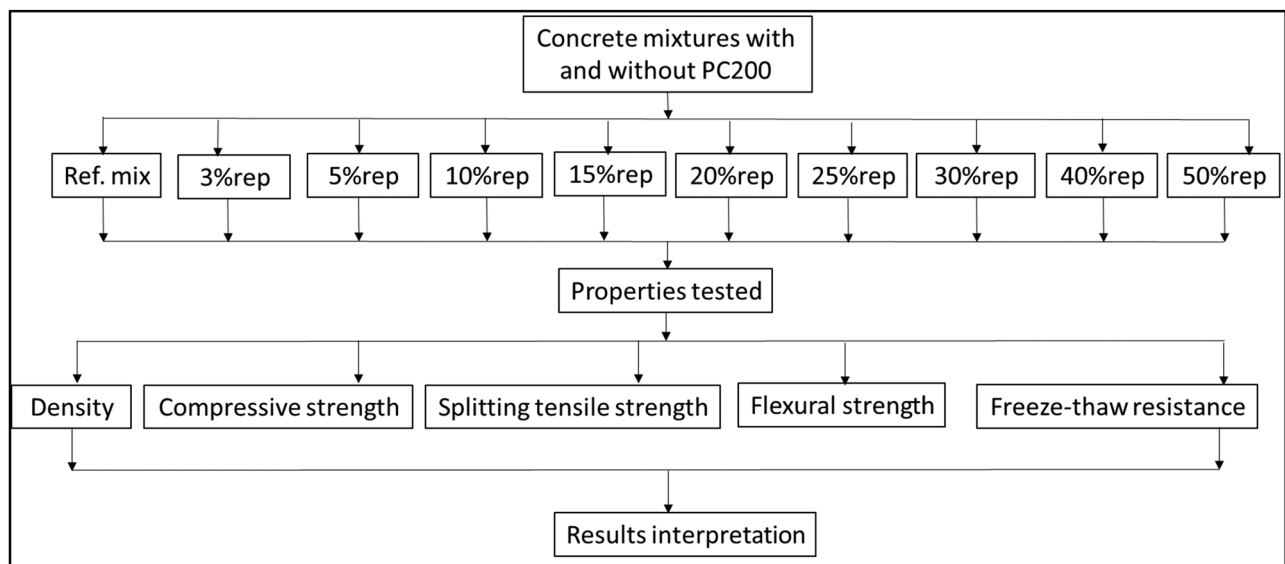 Concrete mixtures with
and without PC200
Ref. mix
3%rep
5%rep
10%rep
15%rep
20%rep
25%rep
30%rep
40%rep
50%rep
Properties tested
Density
Compressive strength
Splitting tensile strength
Flexural strength
Freeze-thaw resistance
Results interpretation